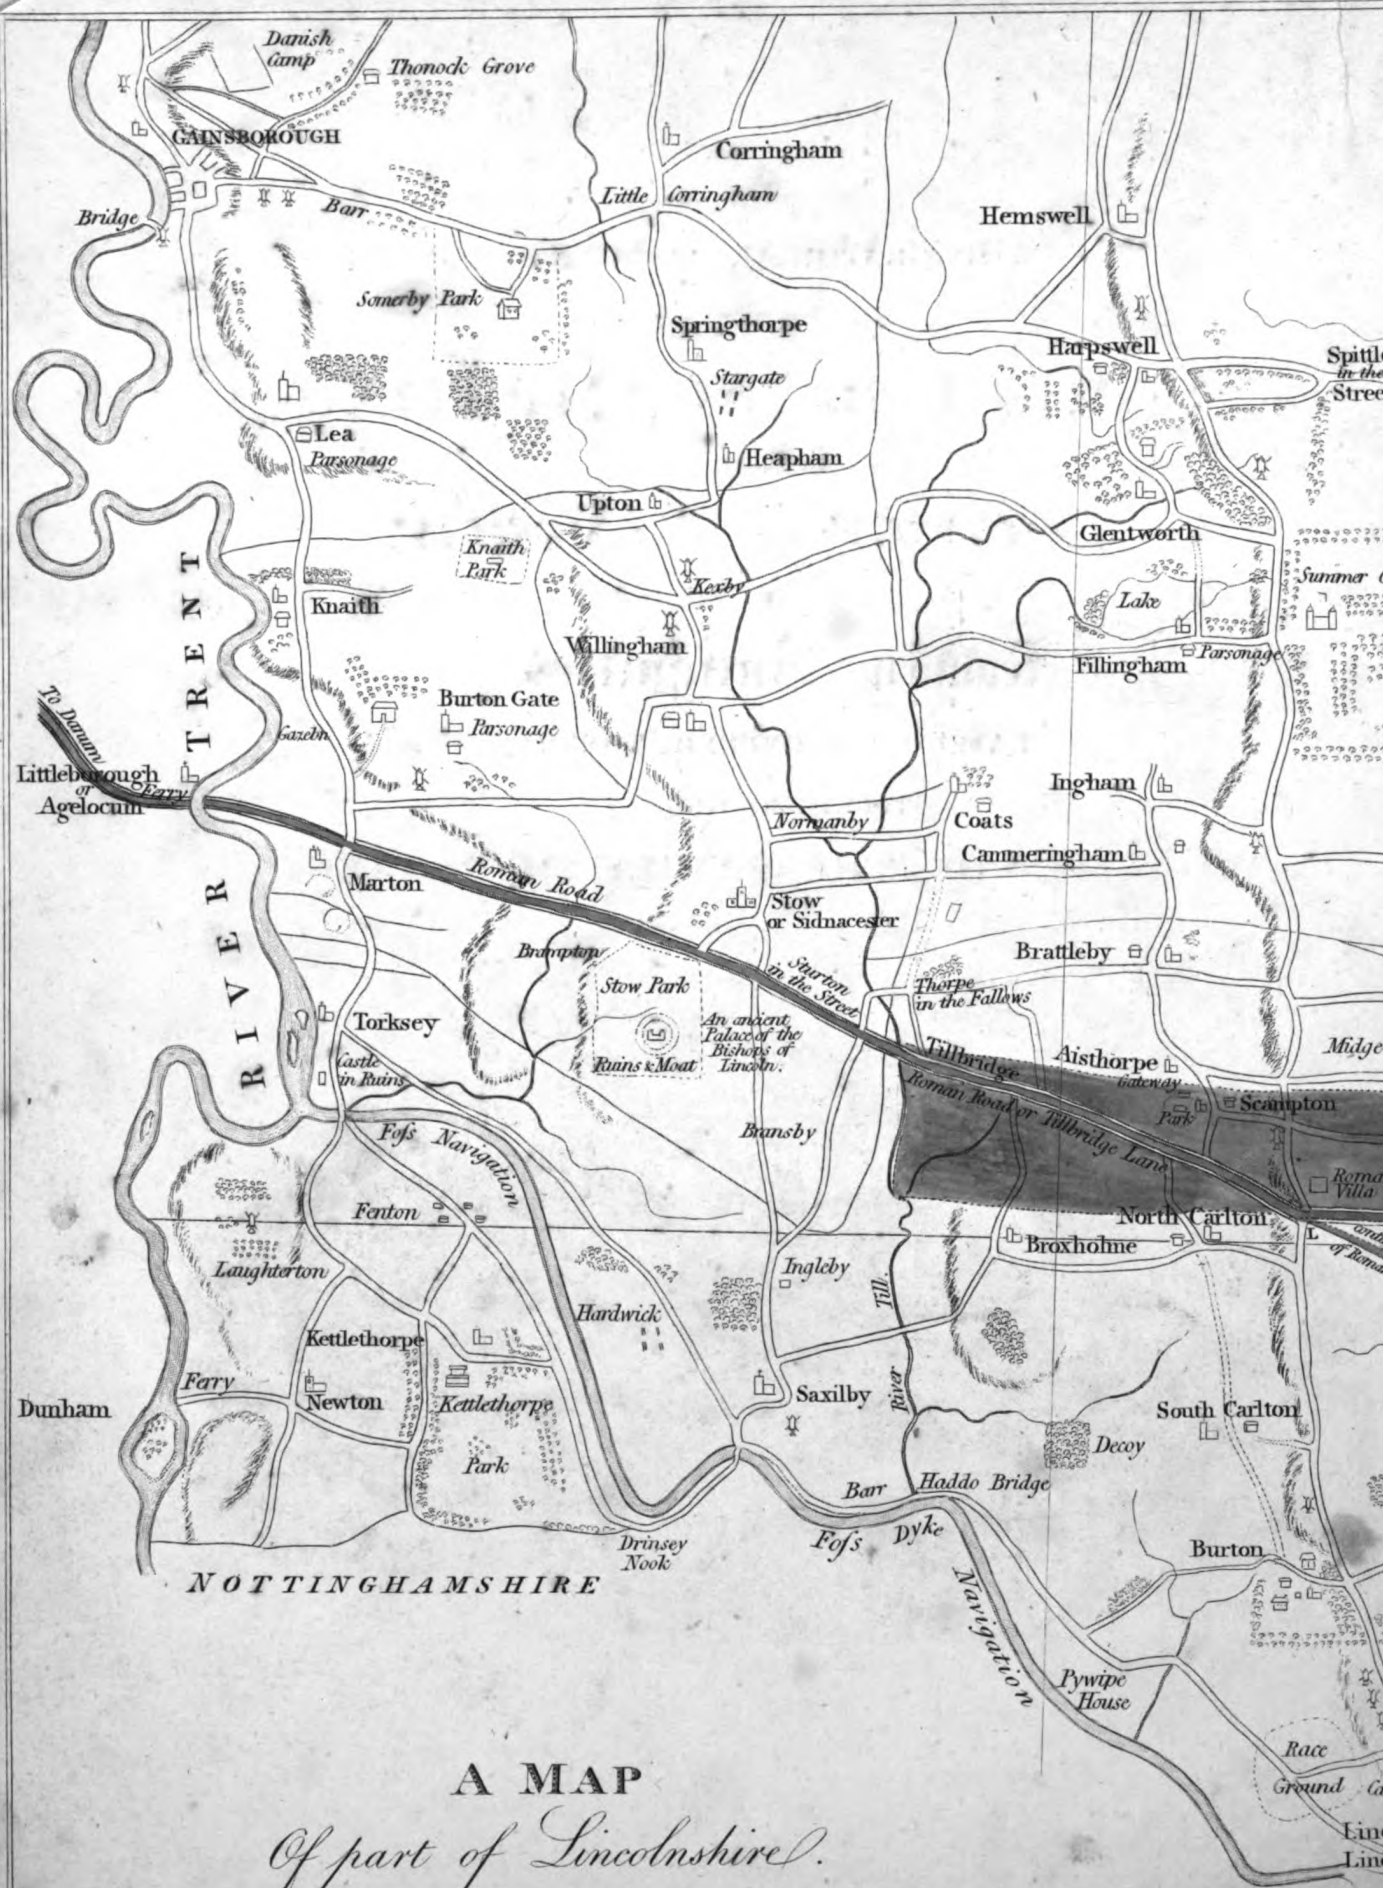 Danish
Camp
Thonock Grove
GAINSBOROUGH
Corringham
Bridge
Barr
Little Corringham
Hemswell
Somerby Park
Springthorpe
Harpswell
Stargate
in the
Lea
Parsonage
Heapham
Upton
Glentworth
Knaith
Park
Kexby
Summer
Knaith
Lake
Willingham
Fillingham
Parsonage
RIVER TRENT
To Danum
Burton Gate
Parsonage
Littleborough
or
Agelocum
Ferry
Ingham
Normanby
Coats
Cammeringham
Marton
Roman Road
Stow
or Sidnacester
Brampton
Brattleby
Sturton
in the Street
Stow Park
Thorpe
in the Fallows
An ancient
Palace of the
Bishops of
Lincoln.
Ruins & Moat
Torksey
Castle
in Ruins
Tillbridge
Aisthorpe
Gateway
Park
Scampton
Roman Road or Tillbridge Lane
Bransby
Foss Navigation
Villa
Fenton
North Carlton
L
Broxholme
Laughterton
Ingleby
River Till
Hardwick
Kettlethorpe
Ferry
Newton
Dunham
Kettlethorpe
Park
Saxilby
South Carlton
Decoy
Barr
Haddo Bridge
Foss Dyke
Navigation
Drinsey
Nook
Burton
NOTTINGHAMSHIRE
Pywipe
House
Race
Ground
A MAP
Of part of Lincolnshire.